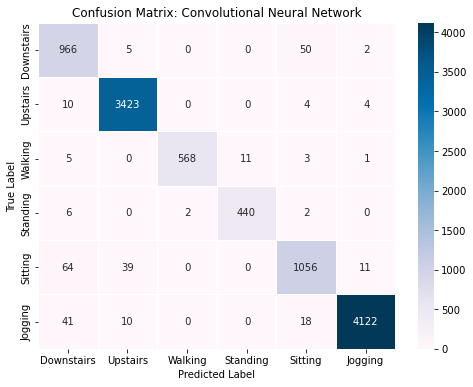 Confusion Matrix: Convolutional Neural Network
True Label
Downstairs 966 5 0 0 50 2
Upstairs 10 3423 0 0 4 4
Walking 5 0 568 11 3 1
Standing 6 0 2 440 2 0
Sitting 64 39 0 0 1056 11
Jogging 41 10 0 0 18 4122
Downstairs Upstairs Walking Standing Sitting Jogging
Predicted Label
4000
3500
3000
2500
2000
1500
1000
500
0